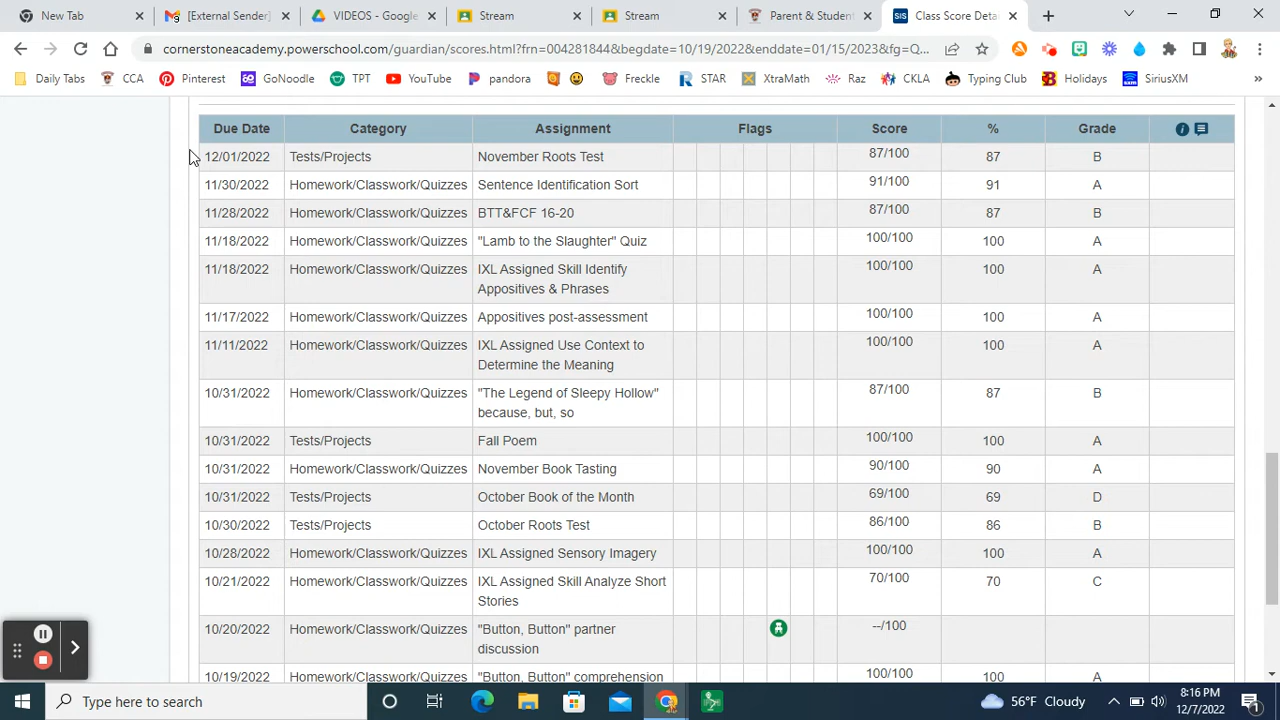 New Tab
[External Sender]
VIDEOS - Google
Stream
Stream
Parent & Student
SIS
Class Score Deta
cornerstoneacademy.powerschool.com/guardian/scores.html?frn=004281844&begdate=10/19/2022&enddate=01/15/2023&fg=Q...
Daily Tabs
CCA
Pinterest
GoNoodle
TPT
YouTube
pandora
Freckle
STAR
XtraMath
Raz
CKLA
Typing Club
Holidays
SiriusXM
Due Date Category Assignment Flags Score % Grade
12/01/2022 Tests/Projects November Roots Test 87/100 87 B
11/30/2022 Homework/Classwork/Quizzes Sentence Identification Sort 91/100 91 A
11/28/2022 Homework/Classwork/Quizzes BTT&FCF 16-20 87/100 87 B
11/18/2022 Homework/Classwork/Quizzes "Lamb to the Slaughter" Quiz 100/100 100 A
11/18/2022 Homework/Classwork/Quizzes IXL Assigned Skill Identify 100/100 100 A
Appositives & Phrases
11/17/2022 Homework/Classwork/Quizzes Appositives post-assessment 100/100 100 A
11/11/2022 Homework/Classwork/Quizzes IXL Assigned Use Context to 100/100 100 A
Determine the Meaning
10/31/2022 Homework/Classwork/Quizzes "The Legend of Sleepy Hollow" 87/100 87 B
because, but, so
10/31/2022 Tests/Projects Fall Poem 100/100 100 A
10/31/2022 Homework/Classwork/Quizzes November Book Tasting 90/100 90 A
10/31/2022 Tests/Projects October Book of the Month 69/100 69 D
10/30/2022 Tests/Projects October Roots Test 86/100 86 B
10/28/2022 Homework/Classwork/Quizzes IXL Assigned Sensory Imagery 100/100 100 A
10/21/2022 Homework/Classwork/Quizzes IXL Assigned Skill Analyze Short 70/100 70 C
Stories
10/20/2022 Homework/Classwork/Quizzes "Button, Button" partner --/100
discussion
10/19/2022 Homework/Classwork/Quizzes "Button, Button" comprehension 100/100 100 A
Type here to search
56°F Cloudy
8:16 PM
12/7/2022
1